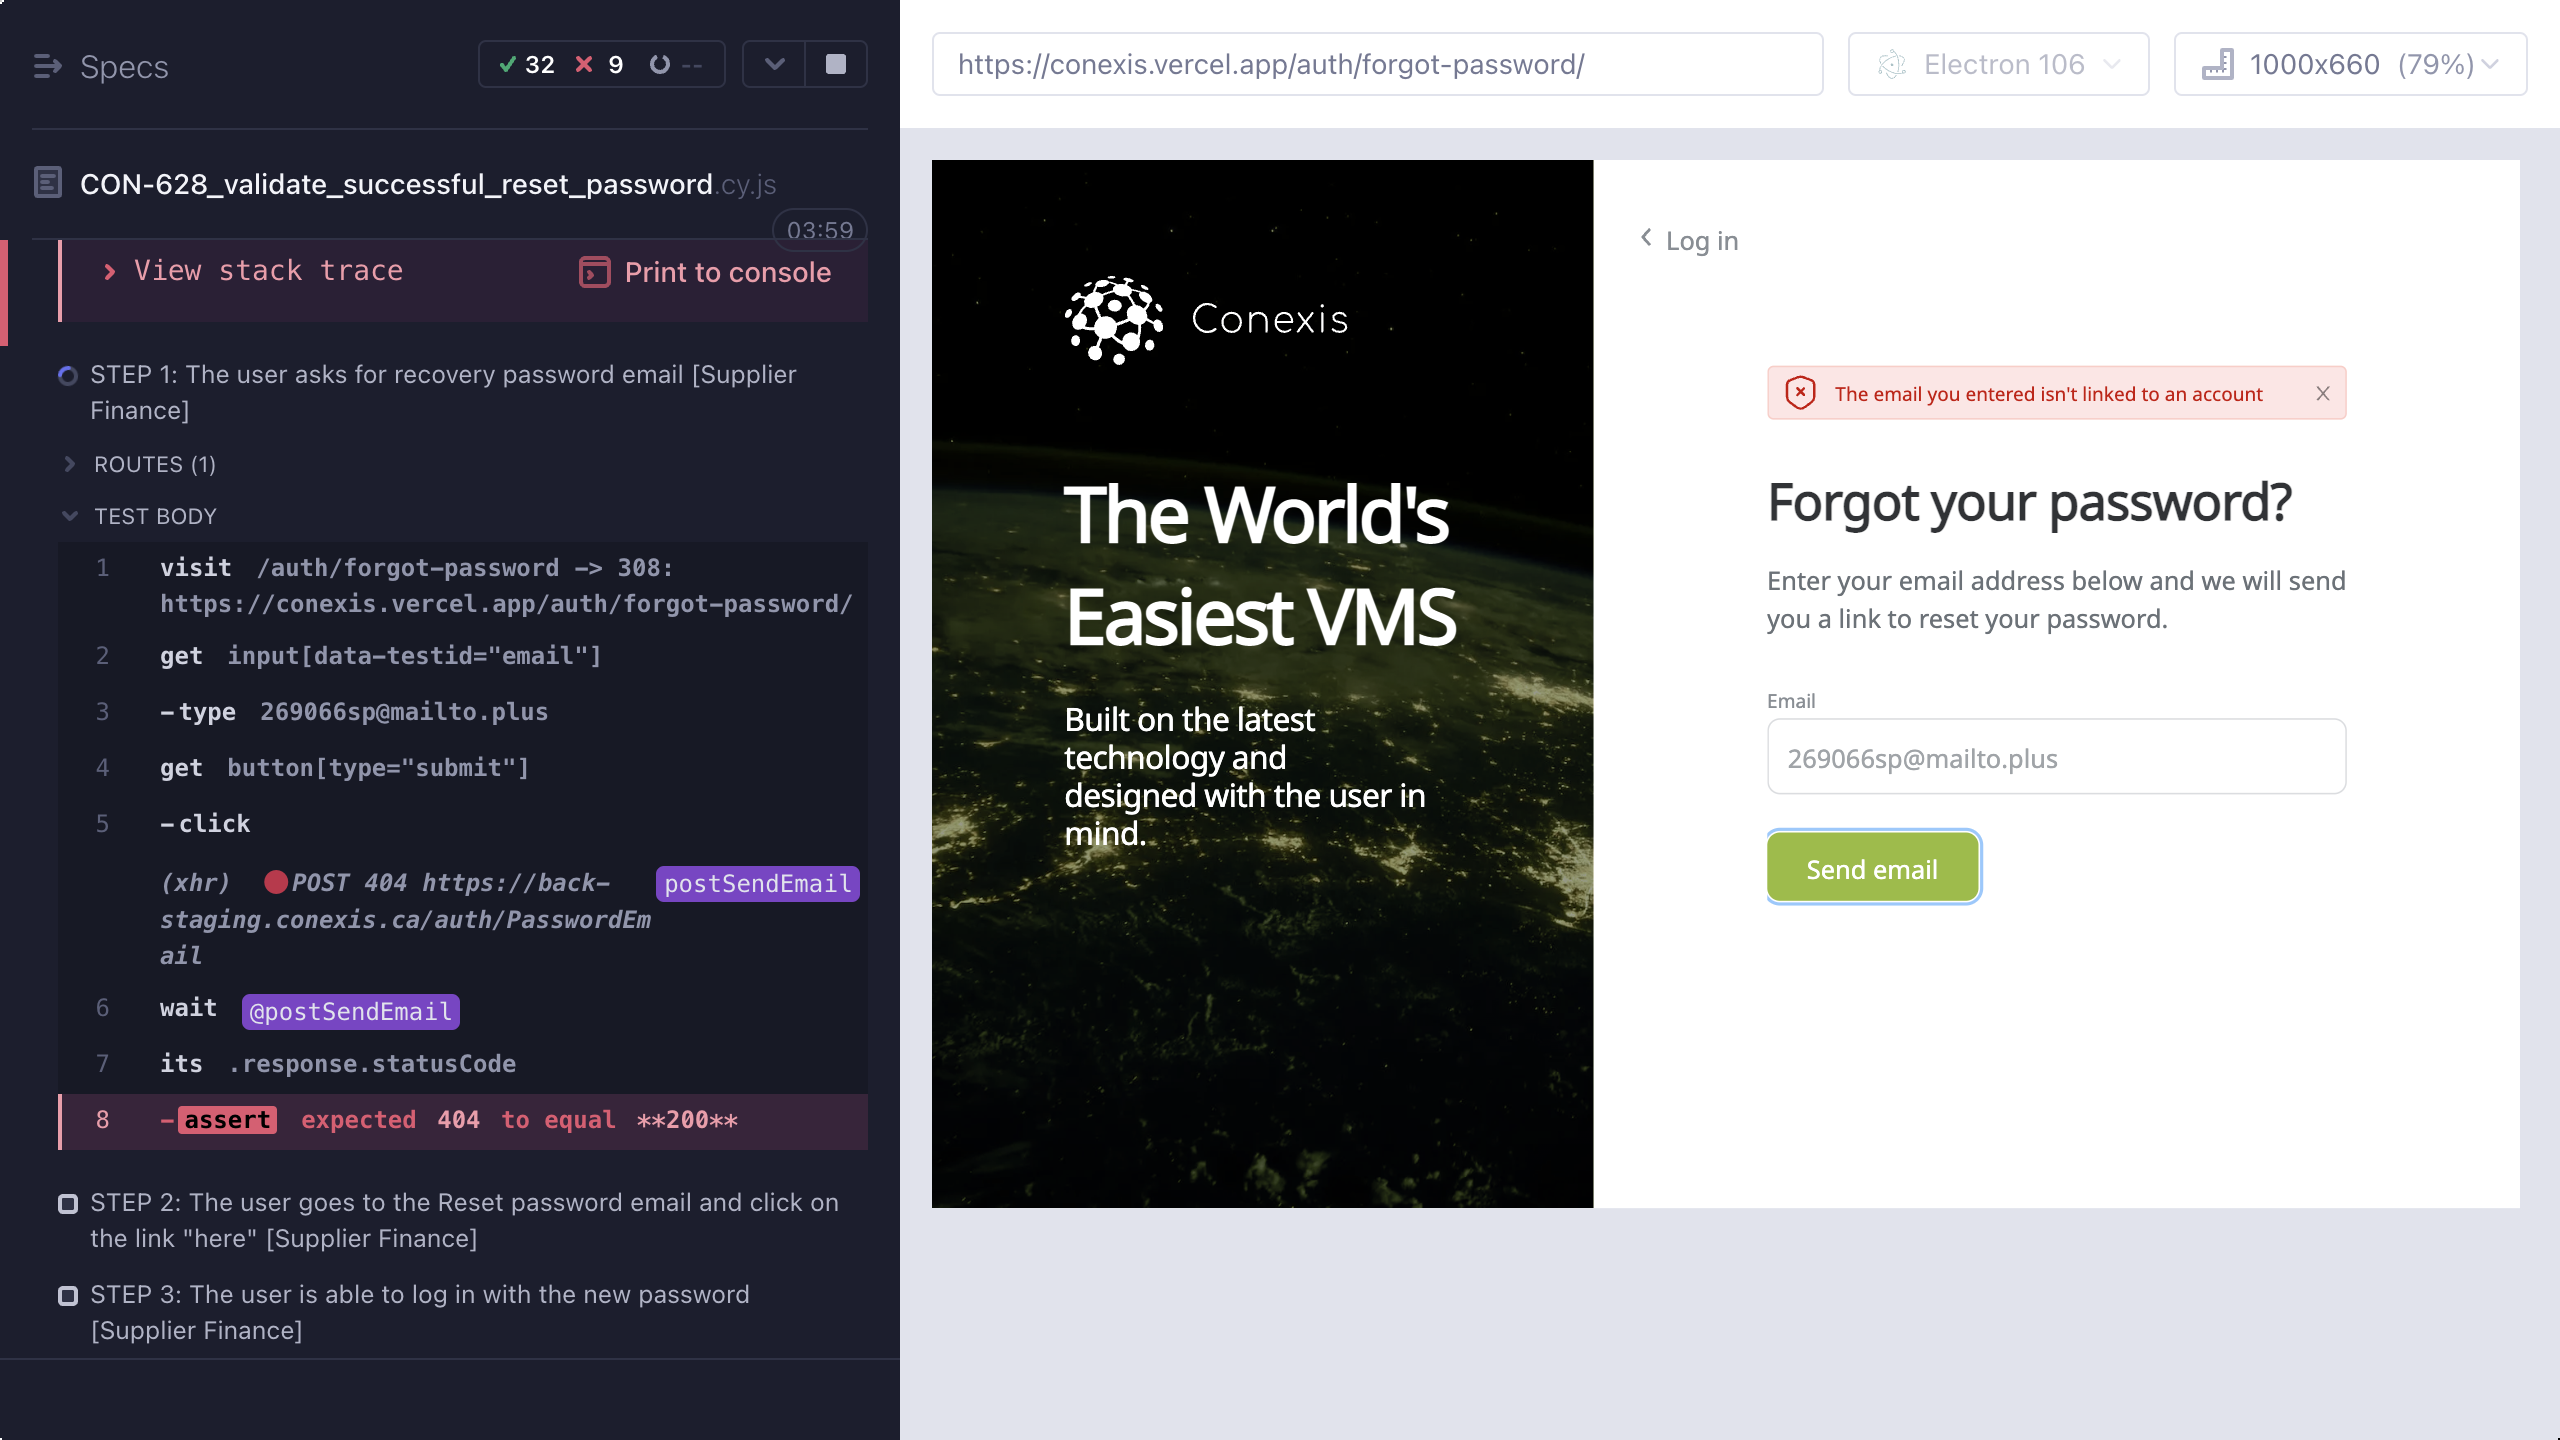 Specs
32 9 --
CON-628_validate_successful_reset_password.cy.js
03:59
View stack trace
Print to console
STEP 1: The user asks for recovery password email [Supplier
Finance]
ROUTES (1)
TEST BODY
1 visit /auth/forgot-password -> 308:
https://conexis.vercel.app/auth/forgot-password/
2 get input[data-testid="email"]
3 -type 269066sp@mailto.plus
4 get button[type="submit"]
5 -click
(xhr) POST 404 https://back- postSendEmail
staging.conexis.ca/auth/PasswordEm
ail
6 wait @postSendEmail
7 its .response.statusCode
8 -assert expected 404 to equal **200**
STEP 2: The user goes to the Reset password email and click on
the link "here" [Supplier Finance]
STEP 3: The user is able to log in with the new password
[Supplier Finance]
https://conexis.vercel.app/auth/forgot-password/
Electron 106
1000x660 (79%)
Conexis
The World's
Easiest VMS
Built on the latest
technology and
designed with the user in
mind.
Log in
The email you entered isn't linked to an account
Forgot your password?
Enter your email address below and we will send
you a link to reset your password.
Email
269066sp@mailto.plus
Send email